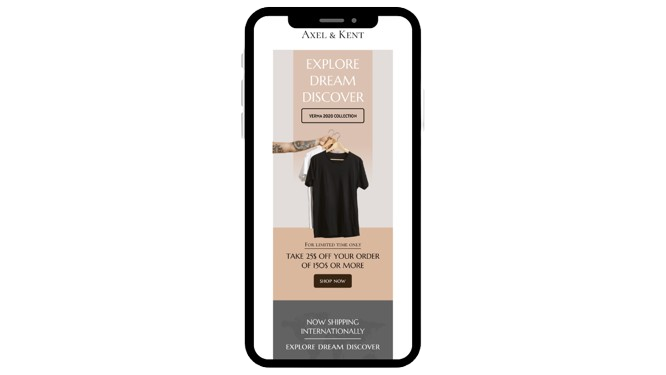 AXEL & KENT
EXPLORE
DREAM
DISCOVER
VERNA 2020 COLLECTION
FOR LIMITED TIME ONLY
TAKE 25$ OFF YOUR ORDER
OF 150$ OR MORE
SHOP NOW
NOW SHIPPING
INTERNATIONALLY
EXPLORE DREAM DISCOVER